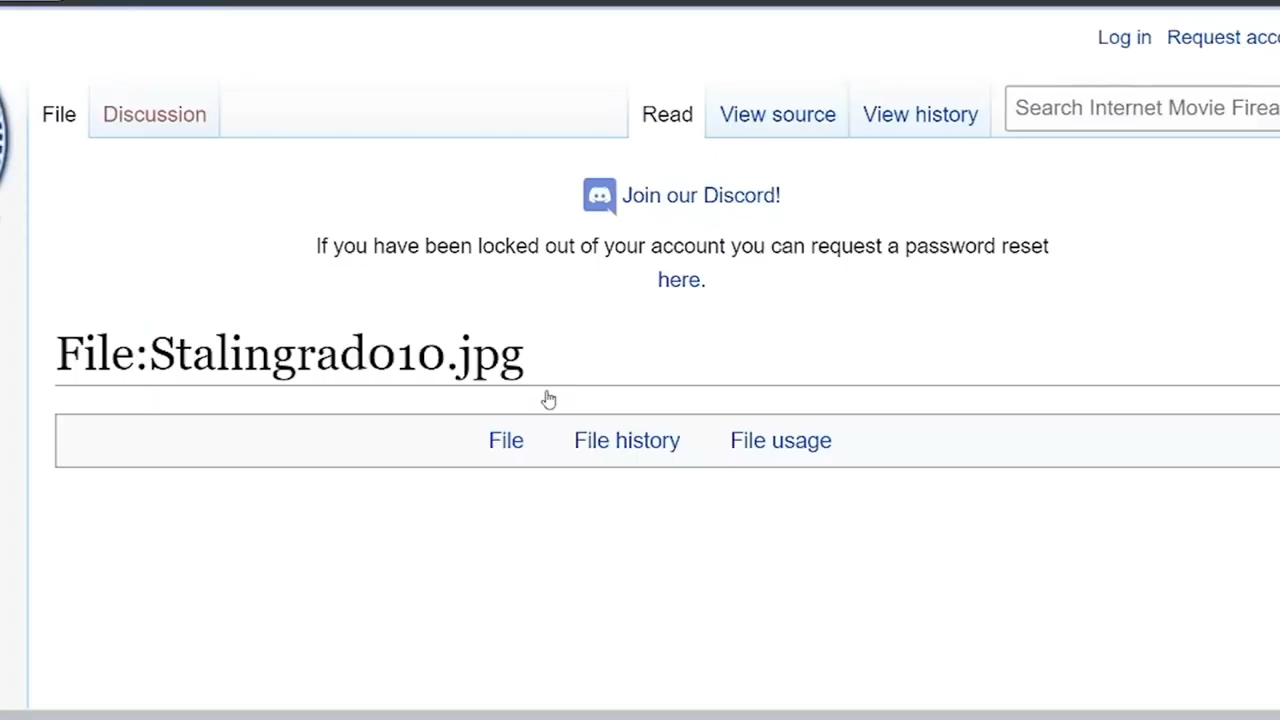 Log in Request acco
File Discussion Read View source View history Search Internet Movie Firea
Join our Discord!
If you have been locked out of your account you can request a password reset
here.
File:Stalingrad010.jpg
File File history File usage